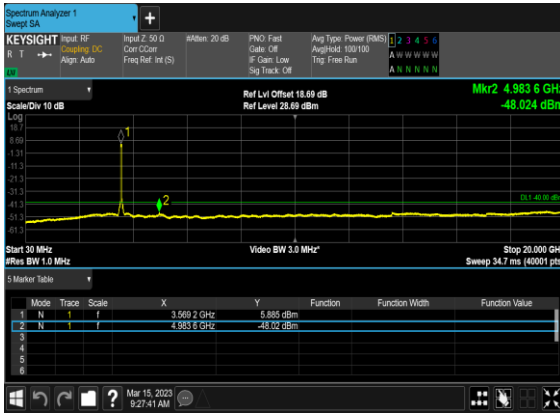 Spectrum Analyzer 1
Swept SA
+
KEYSIGHT Input: RF Input Z: 50 Ω #Atten: 20 dB PNO: Fast Avg Type: Power (RMS) 1 2 3 4 5 6
R T Coupling: DC Corr CCorr Gate: Off Avg|Hold: 100/100 A W W W W W
Align: Auto Freq Ref: Int (S) IF Gain: Low Trig: Free Run
LXI Sig Track: Off A N N N N N
1 Spectrum Ref Lvl Offset 18.69 dB Mkr2 4.983 6 GHz
Scale/Div 10 dB Ref Level 28.69 dBm -48.024 dBm
Log
18.7
8.69
1
-1.31
-11.3
-21.3
-31.3
2
DL1 -40.00 dBm
-41.3
-51.3
-61.3
Start 30 MHz Video BW 3.0 MHz* Stop 20.000 GHz
#Res BW 1.0 MHz Sweep 34.7 ms (40001 pts)
5 Marker Table
Mode Trace Scale X Y Function Function Width Function Value
1 N 1 f 3.569 2 GHz 5.885 dBm
2 N 1 f 4.983 6 GHz -48.02 dBm
3
4
5
6
? Mar 15, 2023
9:27:41 AM